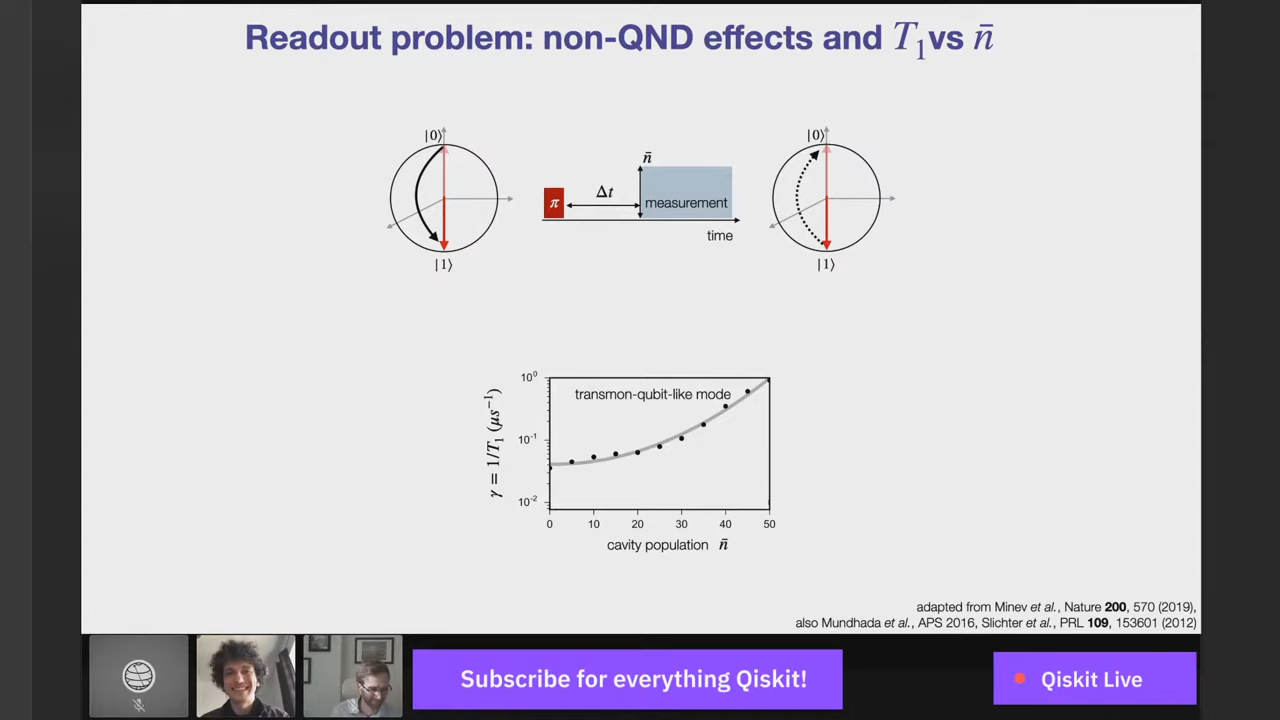 Readout problem: non-QND effects and T₁ vs n̄
|0⟩
|1⟩
π
Δt
n̄
measurement
time
|0⟩
|1⟩
transmon-qubit-like mode
γ = 1/T₁ (μs⁻¹)
10⁰
10⁻¹
10⁻²
0 10 20 30 40 50
cavity population n̄
adapted from Minev et al., Nature 200, 570 (2019),
also Mundhada et al., APS 2016, Slichter et al., PRL 109, 153601 (2012)
Subscribe for everything Qiskit!
Qiskit Live